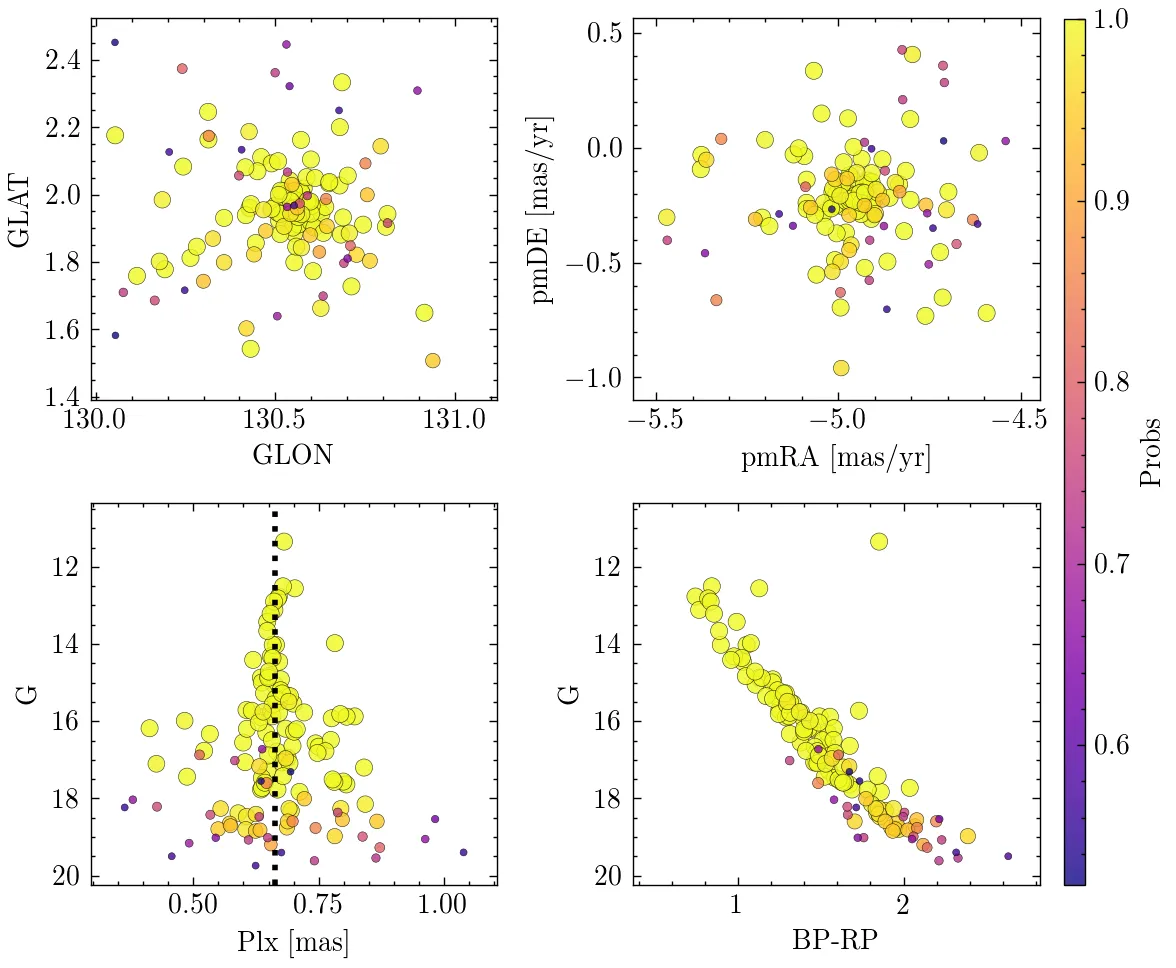 2.4
2.2
2.0
1.8
1.6
1.4
GLAT
130.0 130.5 131.0
GLON
0.5
0.0
−0.5
−1.0
pmDE [mas/yr]
−5.5 −5.0 −4.5
pmRA [mas/yr]
12
14
16
18
20
G
0.50 0.75 1.00
Plx [mas]
12
14
16
18
20
G
1 2
BP-RP
1.0
0.9
0.8
0.7
0.6
Probs